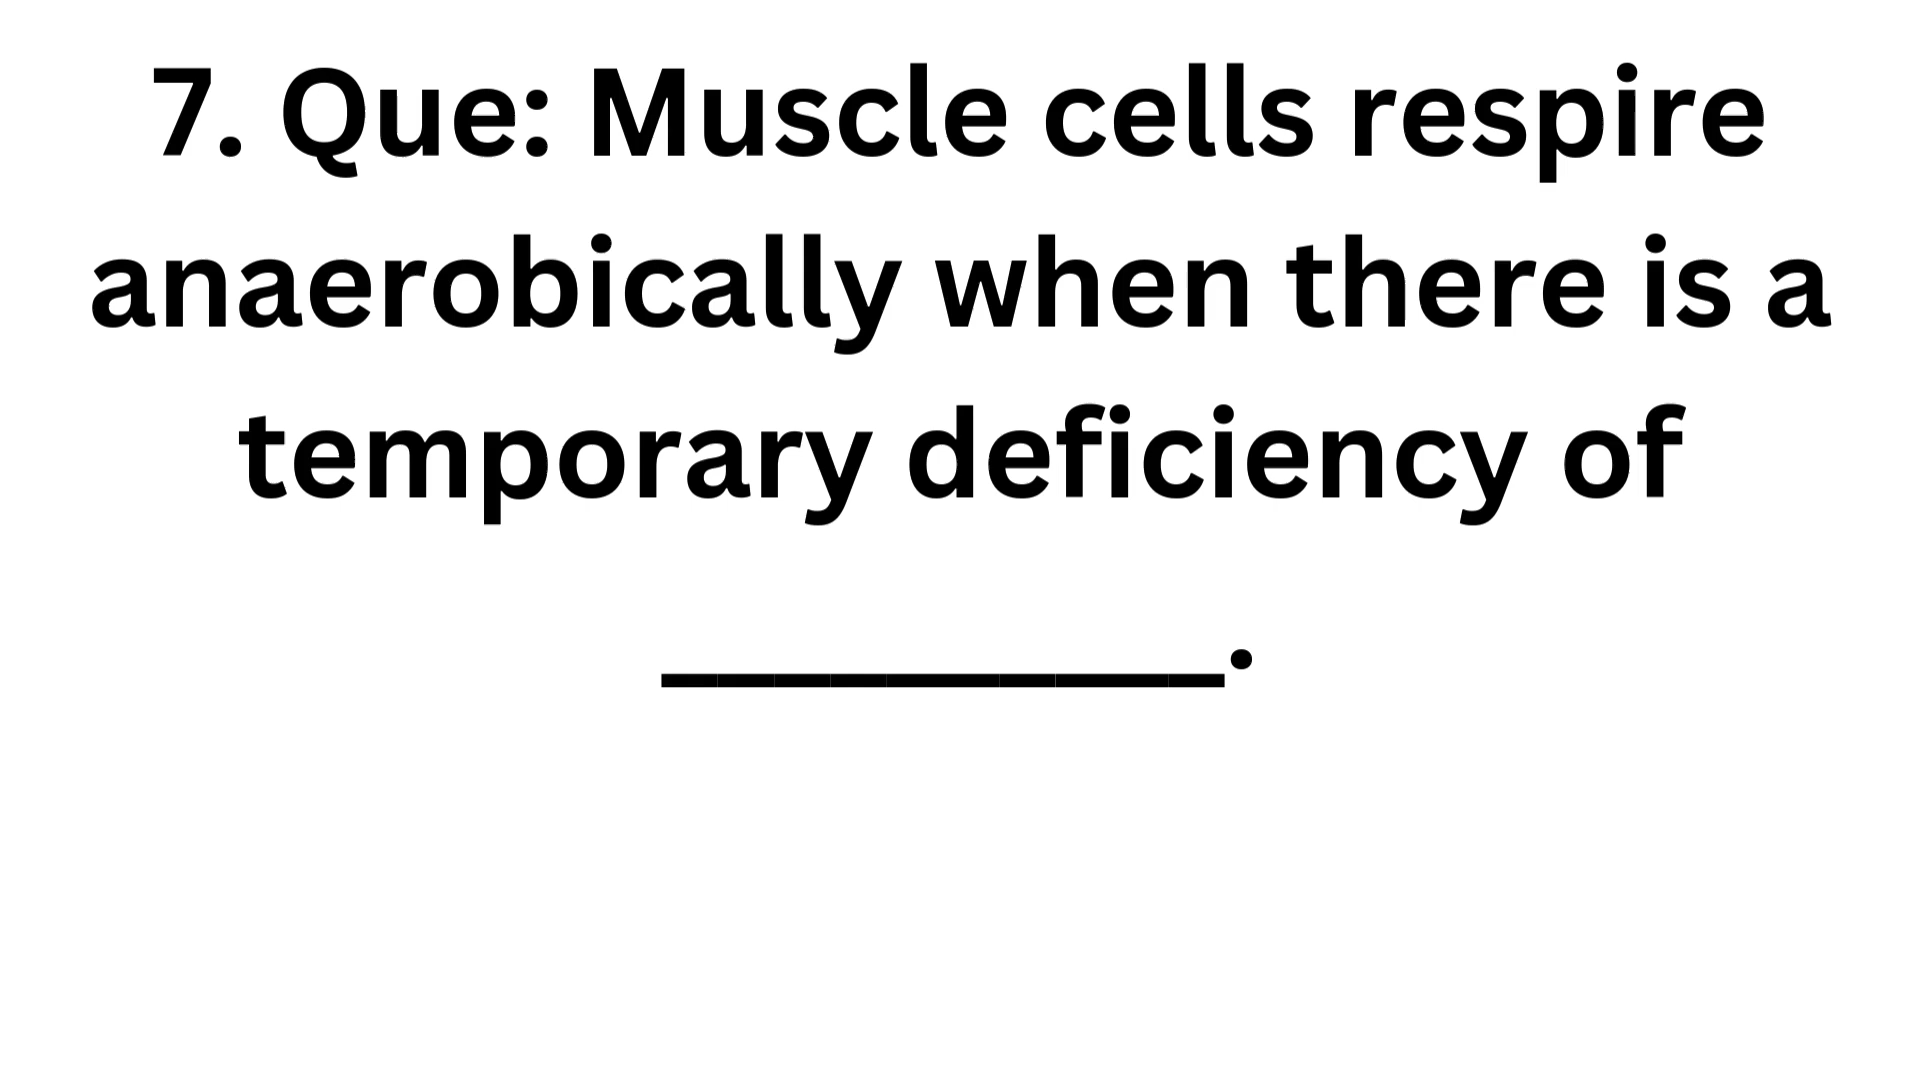 7. Que: Muscle cells respire
anaerobically when there is a
temporary deficiency of
__________.